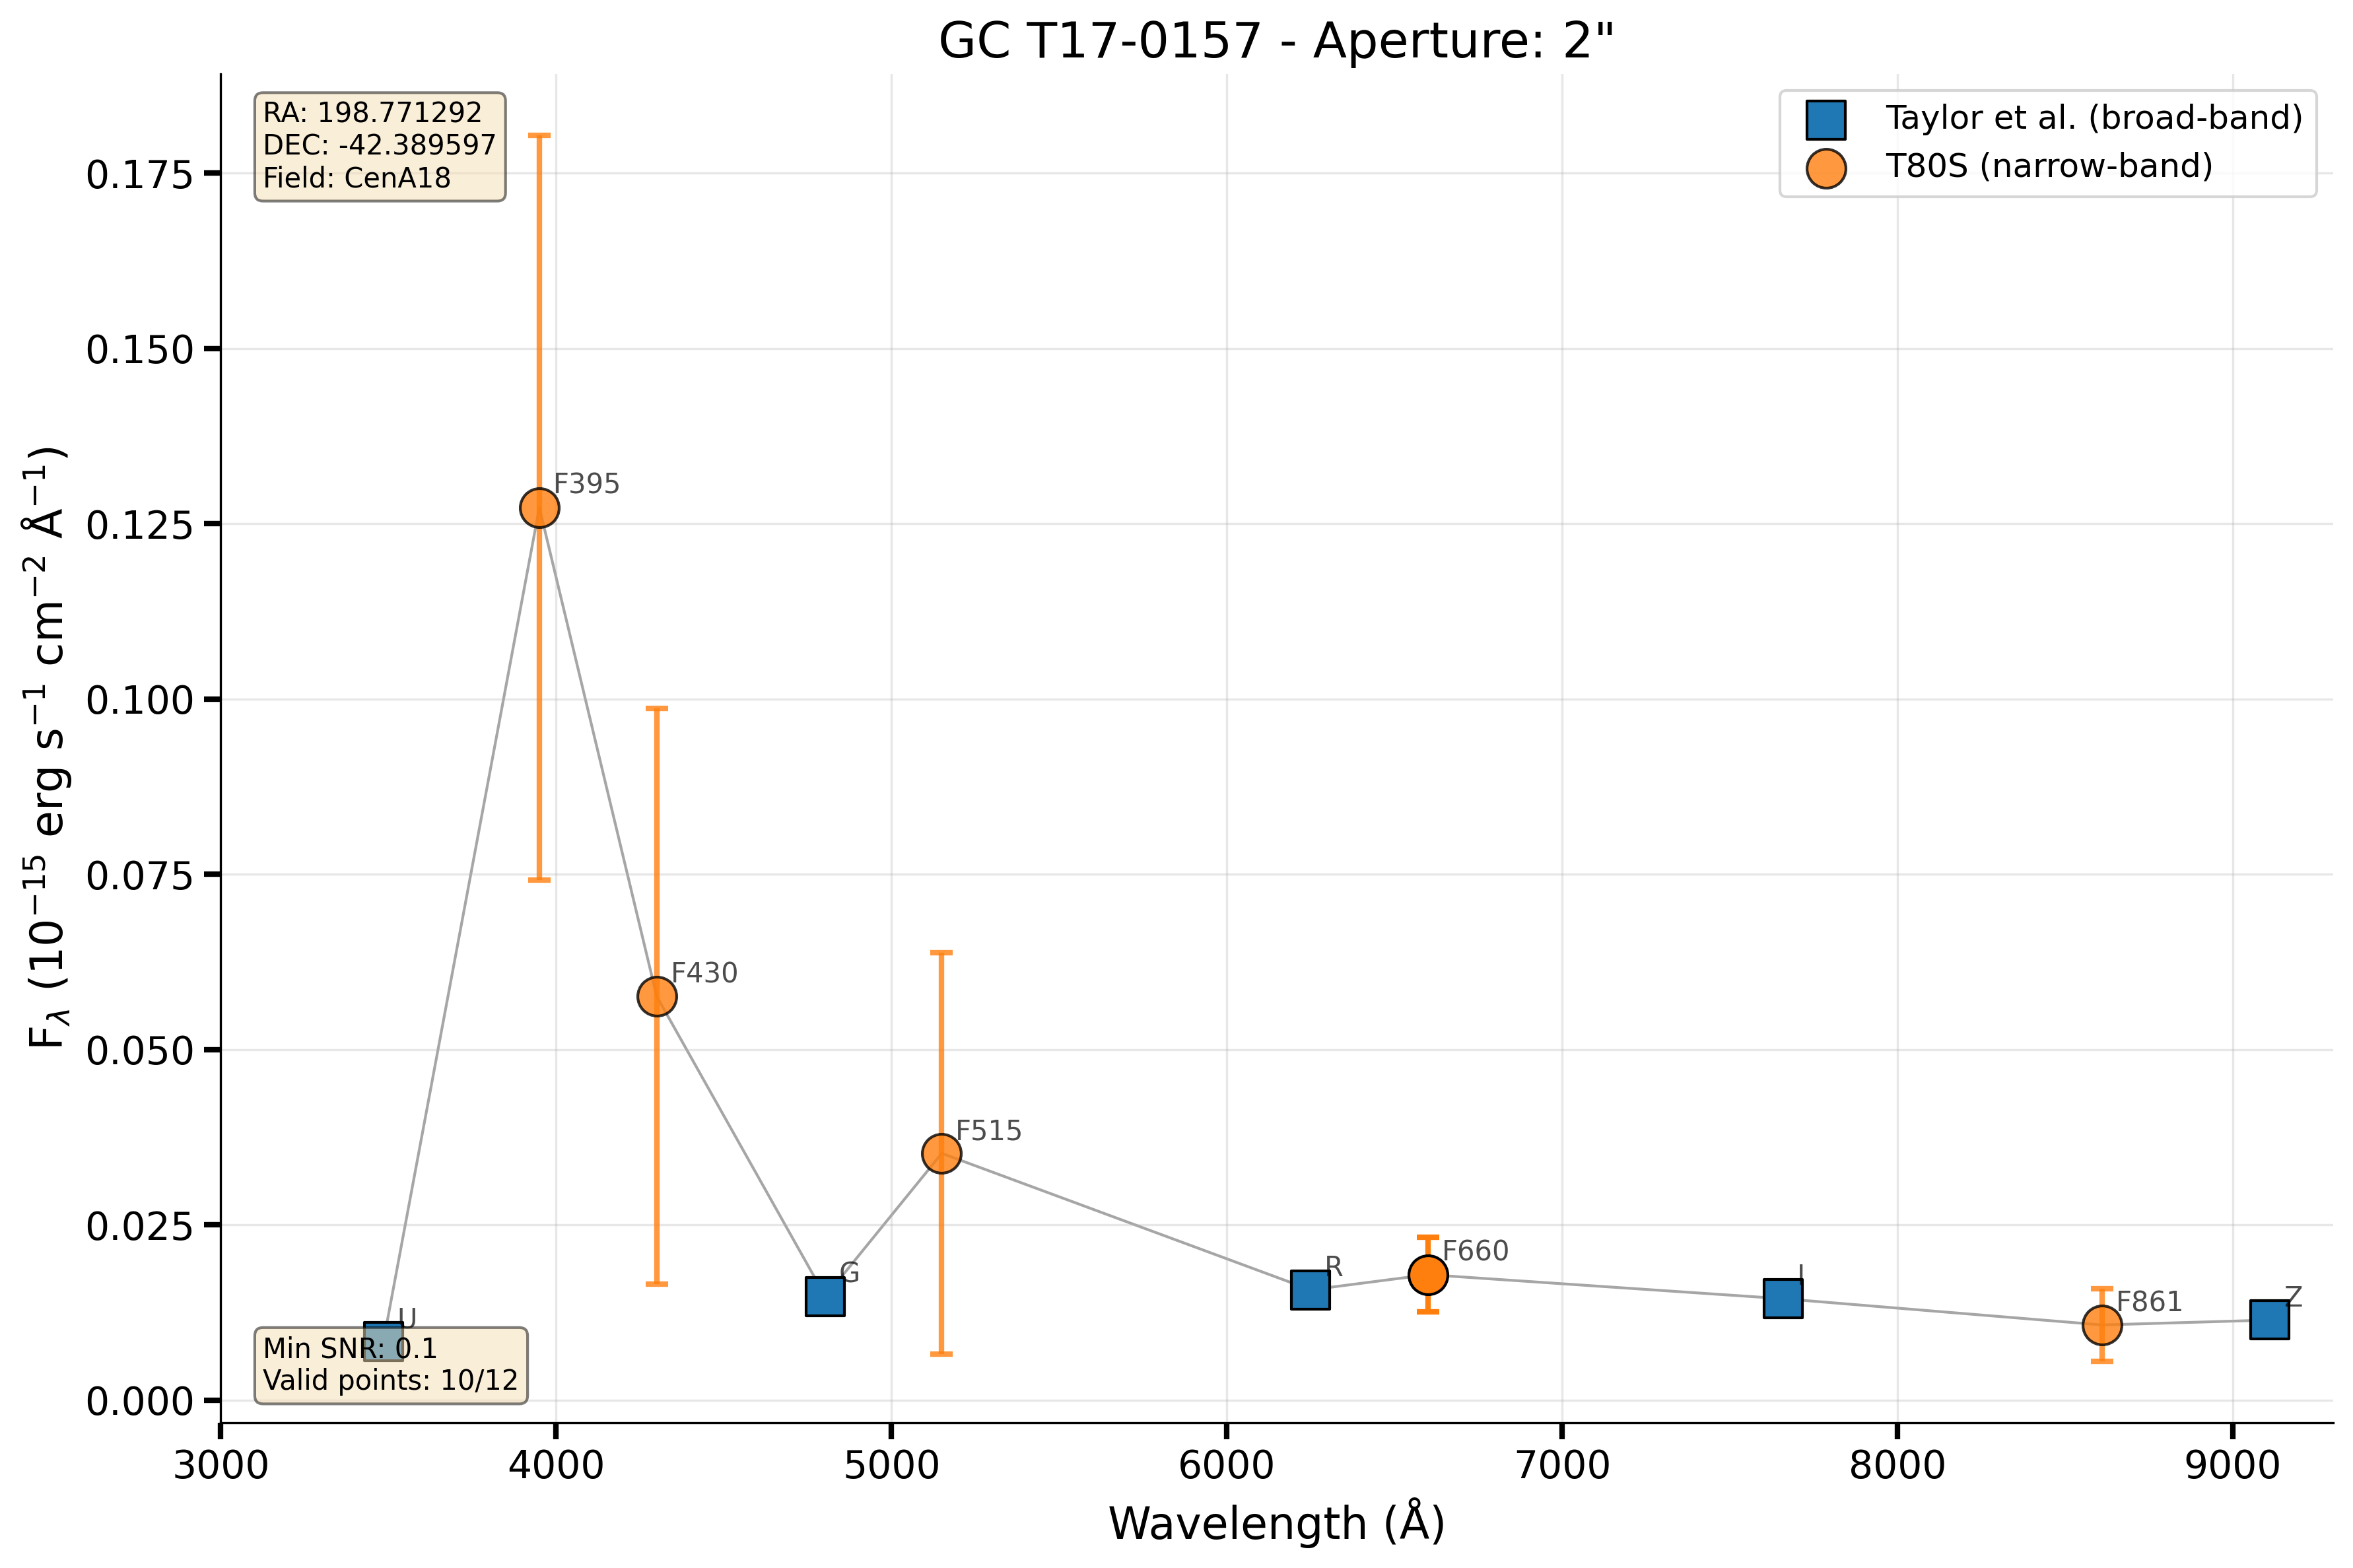 GC T17-0157 - Aperture: 2"
RA: 198.771292
DEC: -42.389597
Field: CenA18
Taylor et al. (broad-band)
T80S (narrow-band)
0.175
0.150
0.125
0.100
0.075
0.050
0.025
0.000
F395
F430
F515
F660
F861
U
G
R
I
Z
Min SNR: 0.1
Valid points: 10/12
3000
4000
5000
6000
7000
8000
9000
Wavelength (Å)
Fλ (10⁻¹⁵ erg s⁻¹ cm⁻² Å⁻¹)